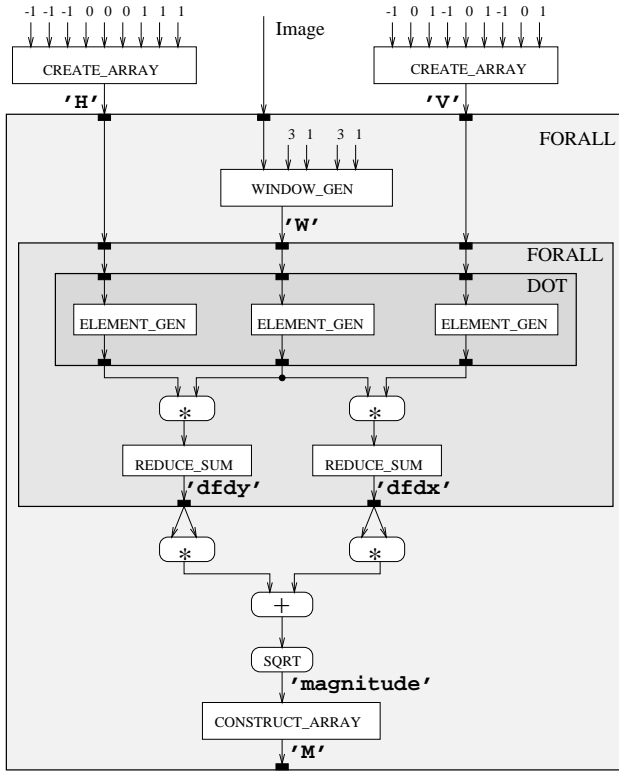 -1 -1 -1 0 0 0 1 1 1
Image
-1 0 1 -1 0 1 -1 0 1
CREATE_ARRAY
CREATE_ARRAY
'H'
'V'
FORALL
3 1 3 1
WINDOW_GEN
'W'
FORALL
DOT
ELEMENT_GEN
ELEMENT_GEN
ELEMENT_GEN
*
*
REDUCE_SUM
REDUCE_SUM
'dfdy'
'dfdx'
*
*
+
SQRT
'magnitude'
CONSTRUCT_ARRAY
'M'